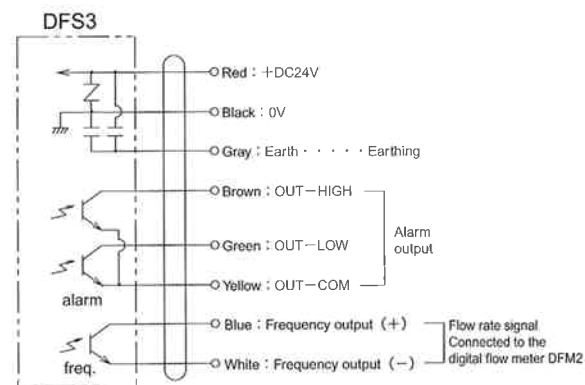 DFS3
Red : +DC24V
Black : 0V
Gray : Earth · · · · · Earthing
Brown : OUT-HIGH
Green : OUT-LOW
Yellow : OUT-COM
Alarm
output
alarm
Blue : Frequency output (+)
White : Frequency output (-)
Flow rate signal
Connected to the
digital flow meter DFM2
freq.